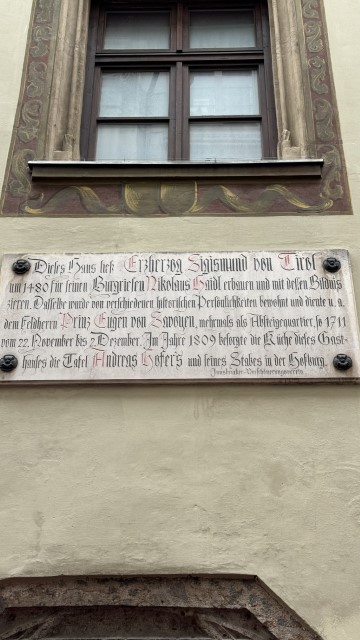 Dieses Haus ließ Erzherzog Sigismund von Tirol
um 1480 für seinen Burgriesen Nikolaus Haidl erbauen und mit dessen Bildnis
zieren. Dasselbe wurde von verschiedenen historischen Persönlichkeiten bewohnt und diente u. a.
dem Feldherrn Prinz Eugen von Savoyen, mehrmals als Absteigequartier, so 1711
vom 22. November bis 2. Dezember. Im Jahre 1809 besorgte die Küche dieses Gast-
hauses die Tafel Andreas Hofer's und seines Stabes in der Hofburg.
Innsbrucker-Verschönerungsverein